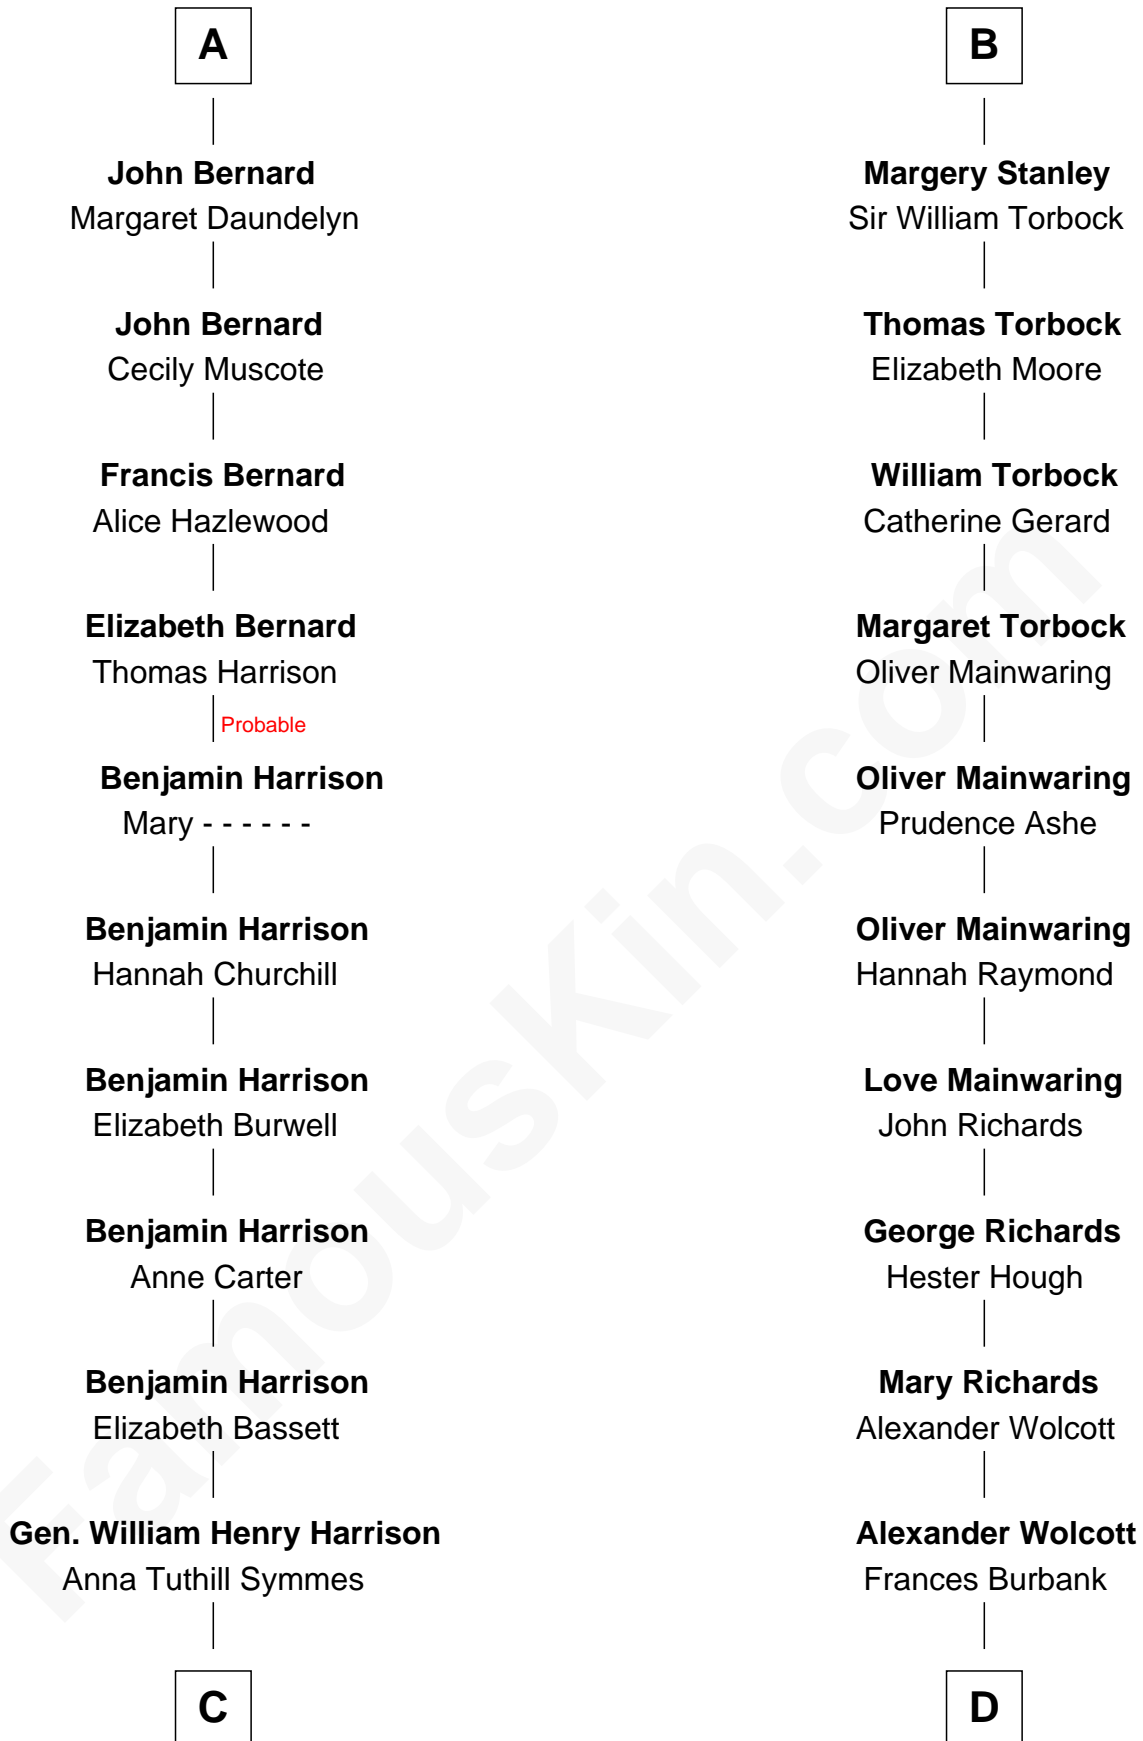 A
John Bernard
Margaret Daundelyn
John Bernard
Cecily Muscote
Francis Bernard
Alice Hazlewood
Elizabeth Bernard
Thomas Harrison
Probable
Benjamin Harrison
Mary - - - - - -
Benjamin Harrison
Hannah Churchill
Benjamin Harrison
Elizabeth Burwell
Benjamin Harrison
Anne Carter
Benjamin Harrison
Elizabeth Bassett
Gen. William Henry Harrison
Anna Tuthill Symmes
C
B
Margery Stanley
Sir William Torbock
Thomas Torbock
Elizabeth Moore
William Torbock
Catherine Gerard
Margaret Torbock
Oliver Mainwaring
Oliver Mainwaring
Prudence Ashe
Oliver Mainwaring
Hannah Raymond
Love Mainwaring
John Richards
George Richards
Hester Hough
Mary Richards
Alexander Wolcott
Alexander Wolcott
Frances Burbank
D
FamousKin.com